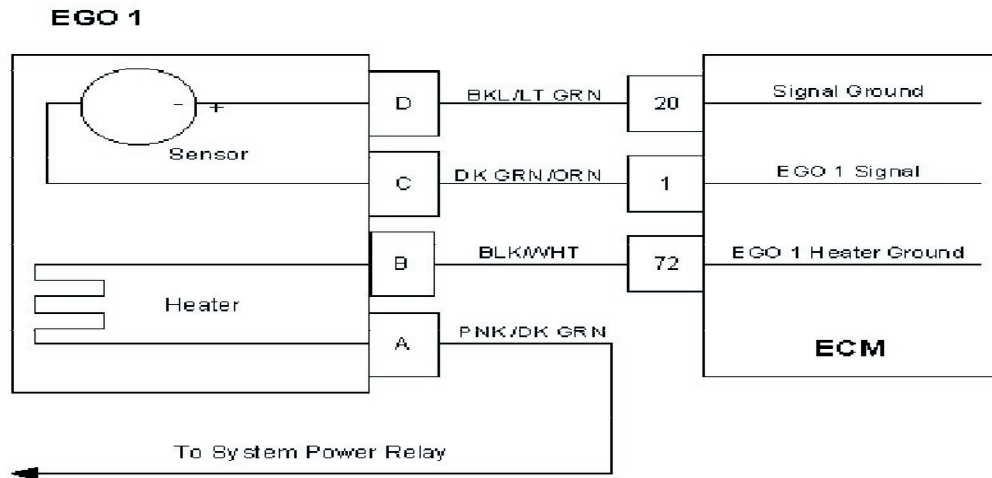 EGO 1
D BKL/LT GRN 20 Signal Ground
- +
Sensor
C DK GRN/ORN 1 EGO 1 Signal
B BLK/WHT 72 EGO 1 Heater Ground
Heater
A PNK/DK GRN
ECM
To System Power Relay